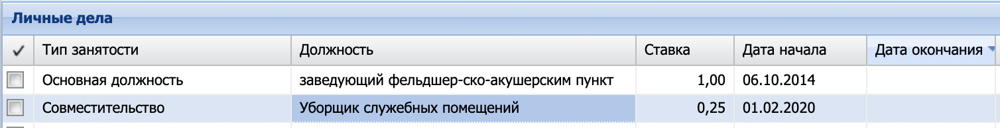 Личные дела
Тип занятости Должность Ставка Дата начала Дата окончания
Основная должность заведующий фельдшер-ско-акушерским пункт 1,00 06.10.2014
Совместительство Уборщик служебных помещений 0,25 01.02.2020